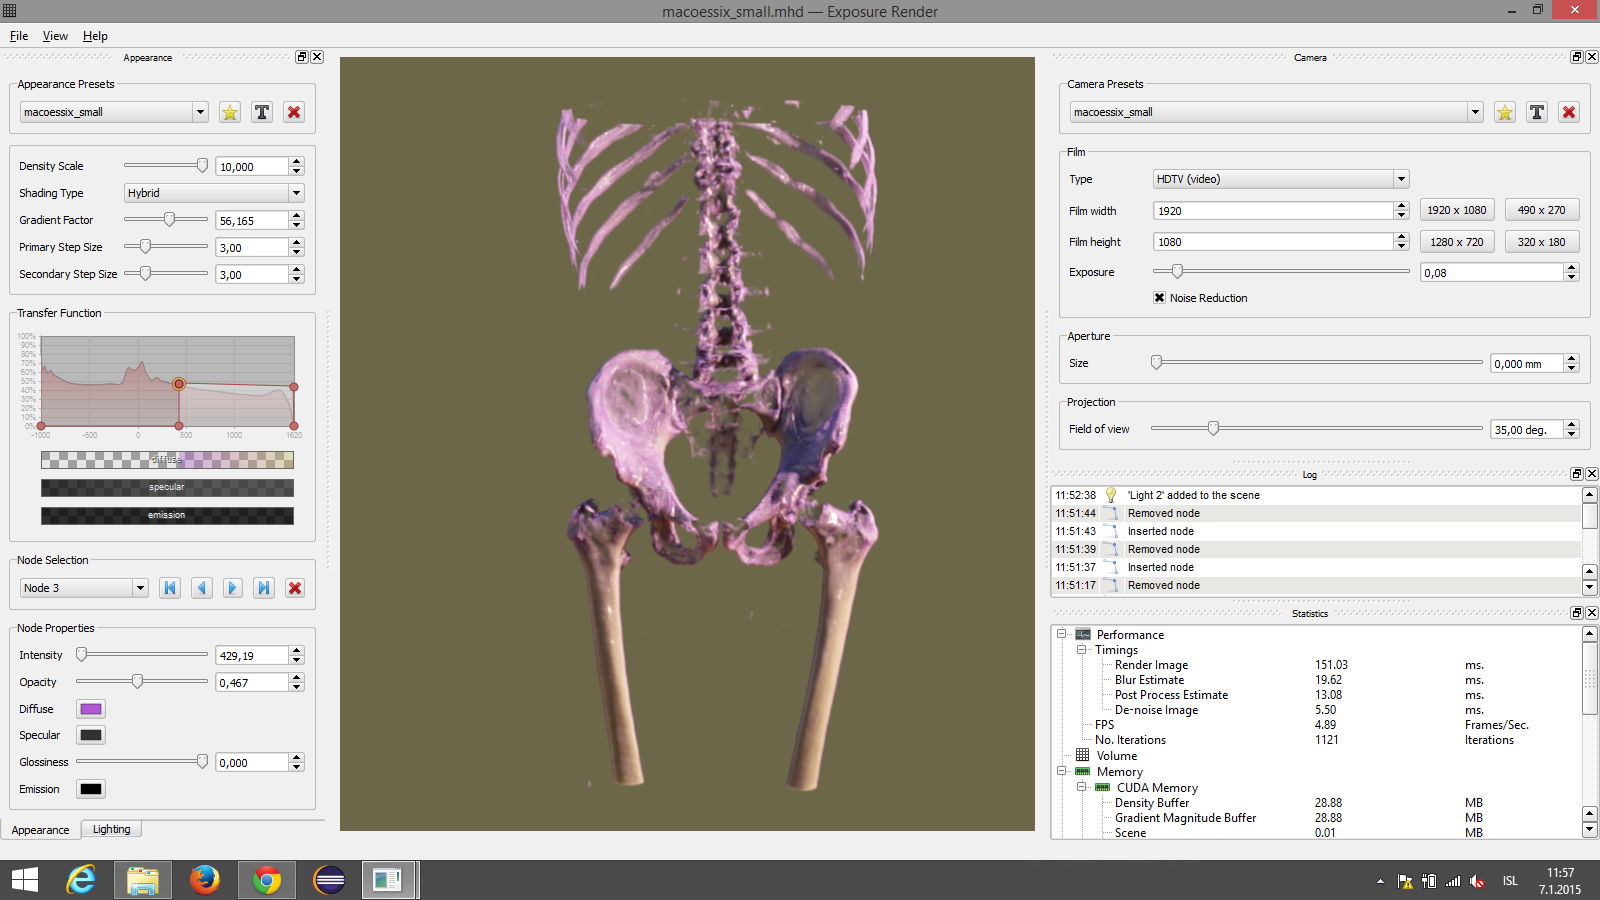 macoessix_small.mhd — Exposure Render
File View Help
Appearance
Appearance Presets
macoessix_small
Density Scale 10,000
Shading Type Hybrid
Gradient Factor 56,165
Primary Step Size 3,00
Secondary Step Size 3,00
Transfer Function
100%
90%
80%
70%
60%
50%
40%
30%
20%
10%
0%
-1000 -500 0 500 1000 1620
diffuse
specular
emission
Node Selection
Node 3
Node Properties
Intensity 429,19
Opacity 0,467
Diffuse
Specular
Glossiness 0,000
Emission
Appearance Lighting
Camera
Camera Presets
macoessix_small
Film
Type HDTV (video)
Film width 1920 1920 x 1080 490 x 270
Film height 1080 1280 x 720 320 x 180
Exposure 0,08
Noise Reduction
Aperture
Size 0,000 mm
Projection
Field of view 35,00 deg.
Log
11:52:38 'Light 2' added to the scene
11:51:44 Removed node
11:51:43 Inserted node
11:51:39 Removed node
11:51:37 Inserted node
11:51:17 Removed node
Statistics
Performance
Timings
Render Image 151.03 ms.
Blur Estimate 19.62 ms.
Post Process Estimate 13.08 ms.
De-noise Image 5.50 ms.
FPS 4.89 Frames/Sec.
No. Iterations 1121 Iterations
Volume
Memory
CUDA Memory
Density Buffer 28.88 MB
Gradient Magnitude Buffer 28.88 MB
Scene 0.01 MB
ISL
11:57
7.1.2015